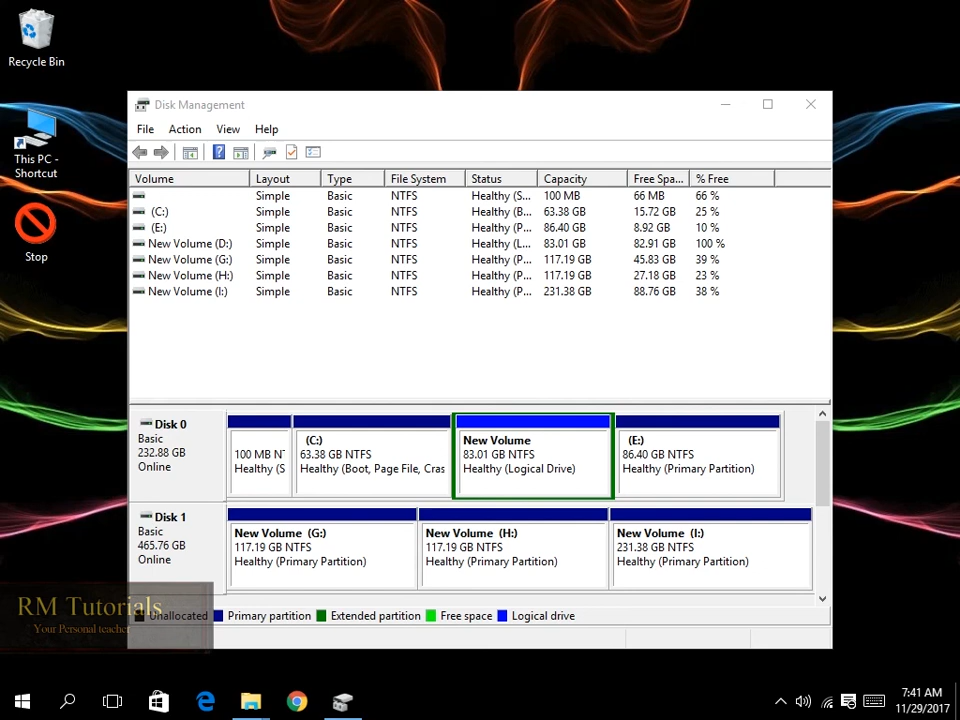 Recycle Bin
This PC -
Shortcut
Stop
Disk Management
File Action View Help
Volume Layout Type File System Status Capacity Free Spa... % Free
Simple Basic NTFS Healthy (S... 100 MB 66 MB 66 %
(C:) Simple Basic NTFS Healthy (B... 63.38 GB 15.72 GB 25 %
(E:) Simple Basic NTFS Healthy (P... 86.40 GB 8.92 GB 10 %
New Volume (D:) Simple Basic NTFS Healthy (L... 83.01 GB 82.91 GB 100 %
New Volume (G:) Simple Basic NTFS Healthy (P... 117.19 GB 45.83 GB 39 %
New Volume (H:) Simple Basic NTFS Healthy (P... 117.19 GB 27.18 GB 23 %
New Volume (I:) Simple Basic NTFS Healthy (P... 231.38 GB 88.76 GB 38 %
Disk 0
Basic
232.88 GB
Online
100 MB NT
Healthy (S
(C:)
63.38 GB NTFS
Healthy (Boot, Page File, Cras
New Volume
83.01 GB NTFS
Healthy (Logical Drive)
(E:)
86.40 GB NTFS
Healthy (Primary Partition)
Disk 1
Basic
465.76 GB
Online
New Volume (G:)
117.19 GB NTFS
Healthy (Primary Partition)
New Volume (H:)
117.19 GB NTFS
Healthy (Primary Partition)
New Volume (I:)
231.38 GB NTFS
Healthy (Primary Partition)
RM Tutorials
Your Personal teacher
Unallocated Primary partition Extended partition Free space Logical drive
7:41 AM
11/29/2017